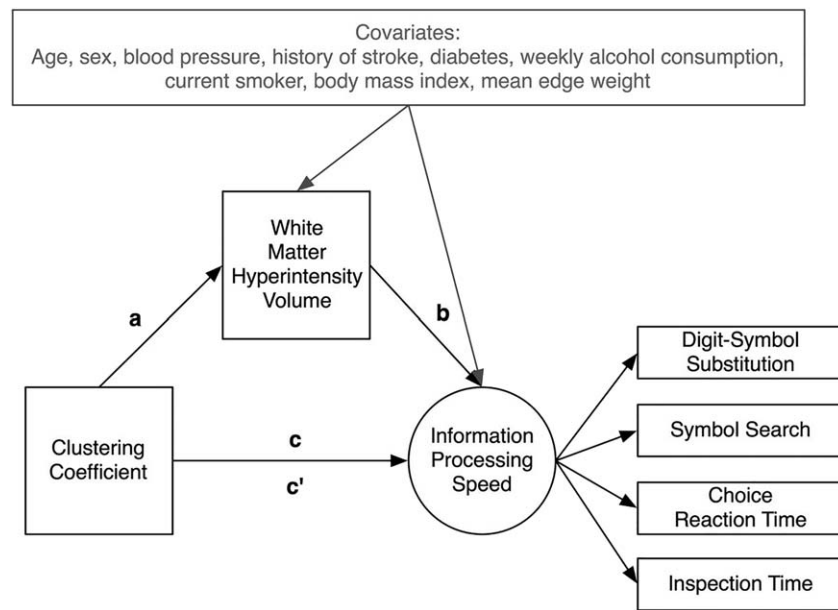 Covariates:
Age, sex, blood pressure, history of stroke, diabetes, weekly alcohol consumption,
current smoker, body mass index, mean edge weight
White
Matter
Hyperintensity
Volume
a
b
Digit-Symbol
Substitution
Clustering
Coefficient
c
c'
Information
Processing
Speed
Symbol Search
Choice
Reaction Time
Inspection Time